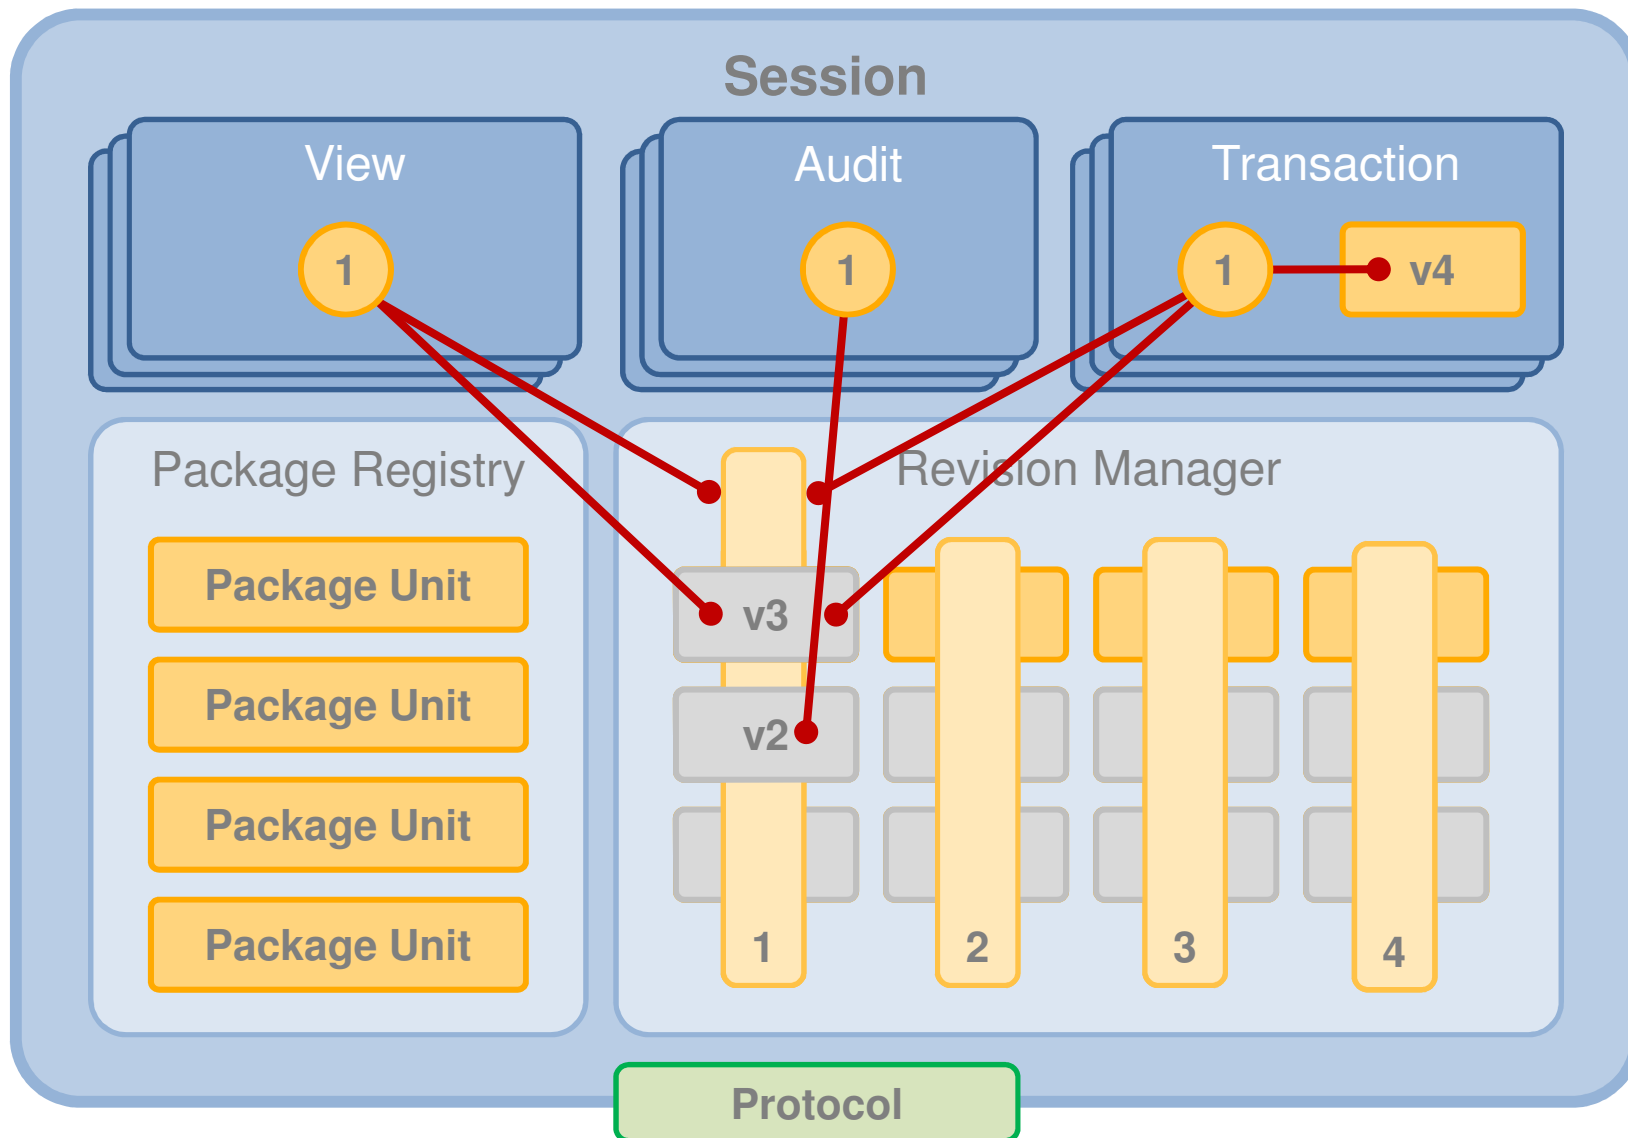 Session
View
Audit
Transaction
1
1
1
v4
Package Registry
Revision Manager
Package Unit
Package Unit
Package Unit
Package Unit
v3
v2
1
2
3
4
Protocol